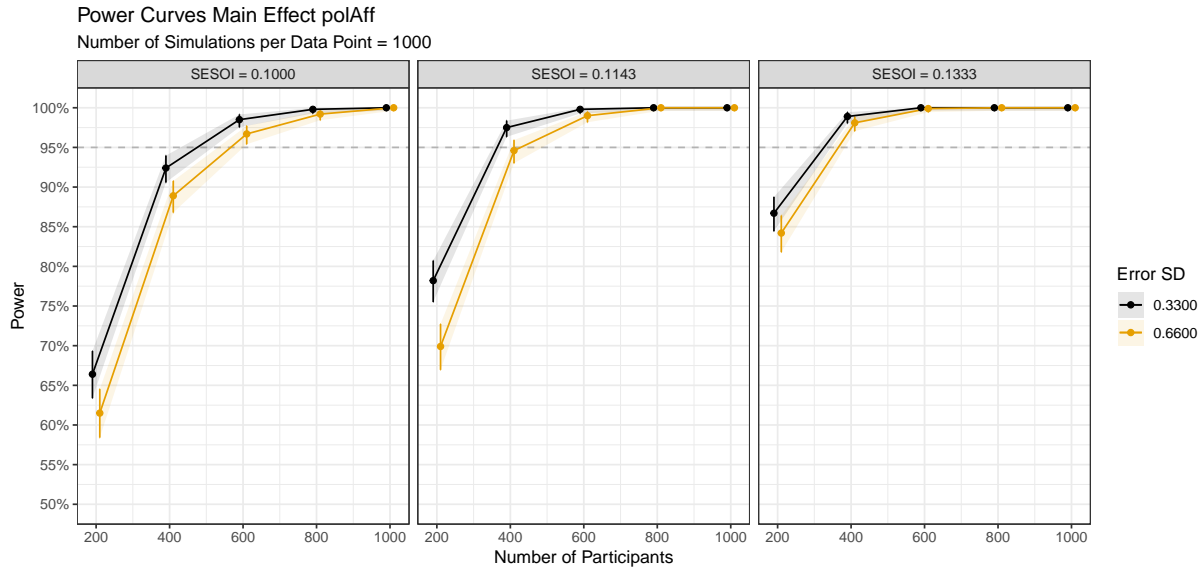 Power Curves Main Effect polAff
Number of Simulations per Data Point = 1000
SESOI = 0.1000
SESOI = 0.1143
SESOI = 0.1333
100%
95%
90%
85%
80%
75%
70%
65%
60%
55%
50%
Power
200 400 600 800 1000
200 400 600 800 1000
200 400 600 800 1000
Number of Participants
Error SD
0.3300
0.6600